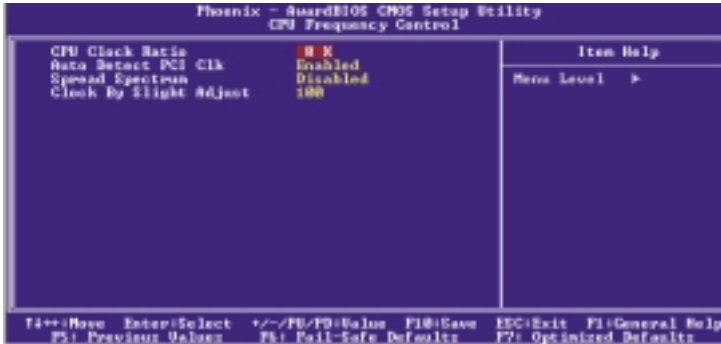 Phoenix - AwardBIOS CMOS Setup Utility
CPU Frequency Control
CPU Clock Ratio 8 X
Auto Detect PCI Clk Enabled
Spread Spectrum Disabled
Clock By Slight Adjust 100
Item Help
Menu Level ►
↑↓→←:Move Enter:Select +/-/PU/PD:Value F10:Save ESC:Exit F1:General Help
F5: Previous Values F6: Fail-Safe Defaults F7: Optimized Defaults